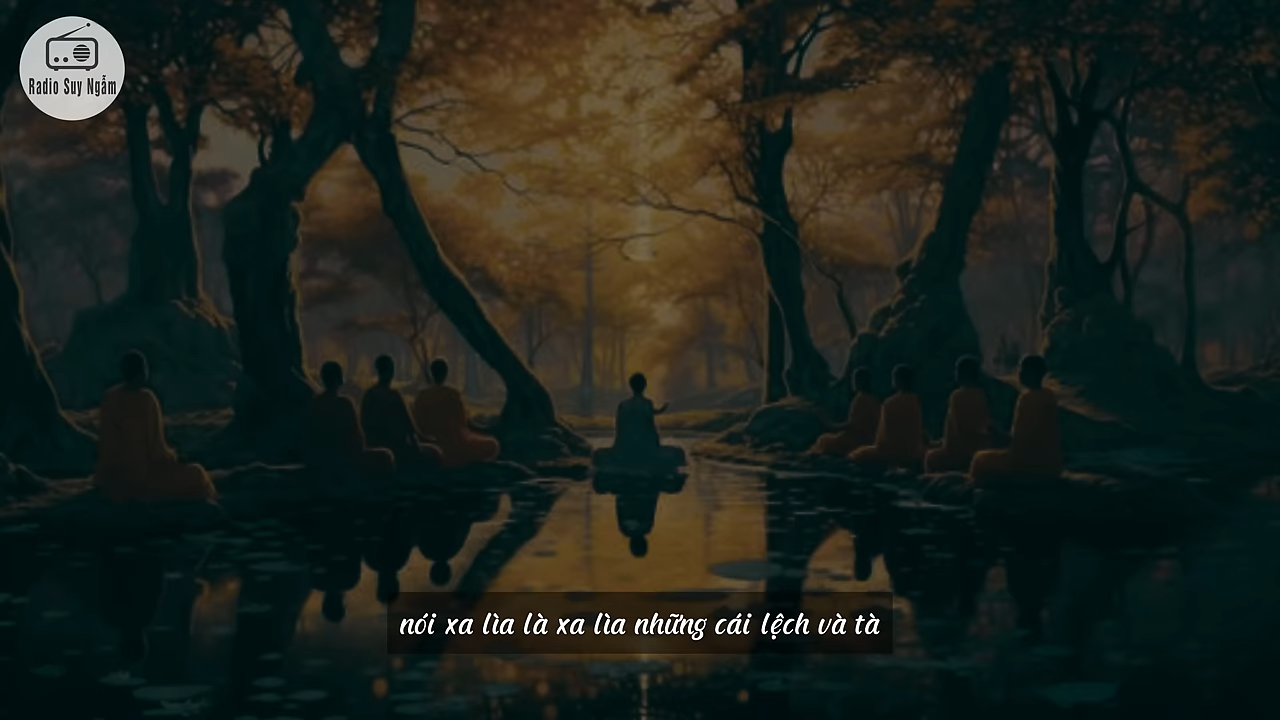 Radio Suy Ngẫm
nói xa lìa là xa lìa những cái lệch và tà